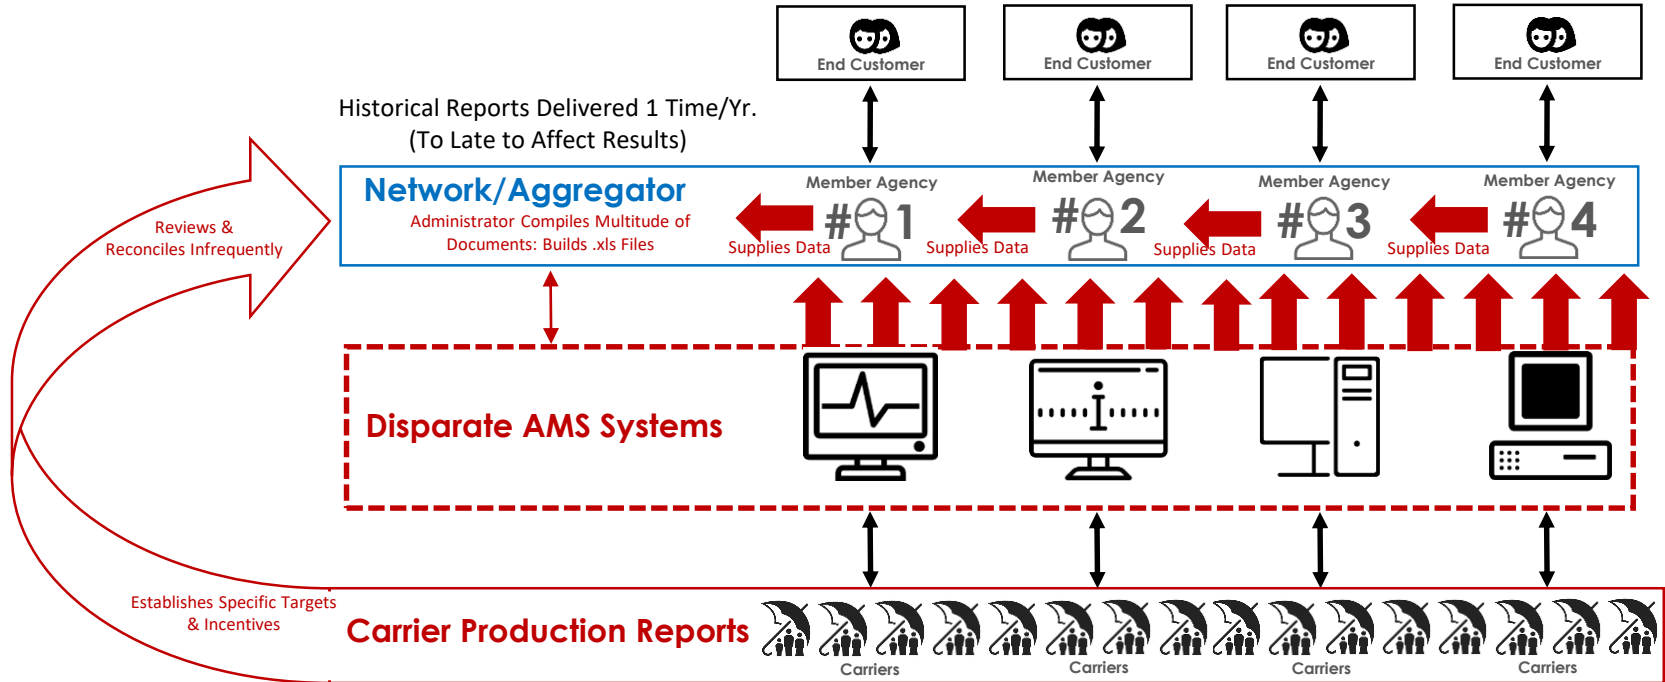 End Customer
End Customer
End Customer
End Customer
Historical Reports Delivered 1 Time/Yr.
(To Late to Affect Results)
Network/Aggregator
Administrator Compiles Multitude of
Documents: Builds .xls Files
Member Agency
#1
Supplies Data
Member Agency
#2
Supplies Data
Member Agency
#3
Supplies Data
Member Agency
#4
Supplies Data
Reviews &
Reconciles Infrequently
Disparate AMS Systems
Establishes Specific Targets
& Incentives
Carrier Production Reports
Carriers
Carriers
Carriers
Carriers